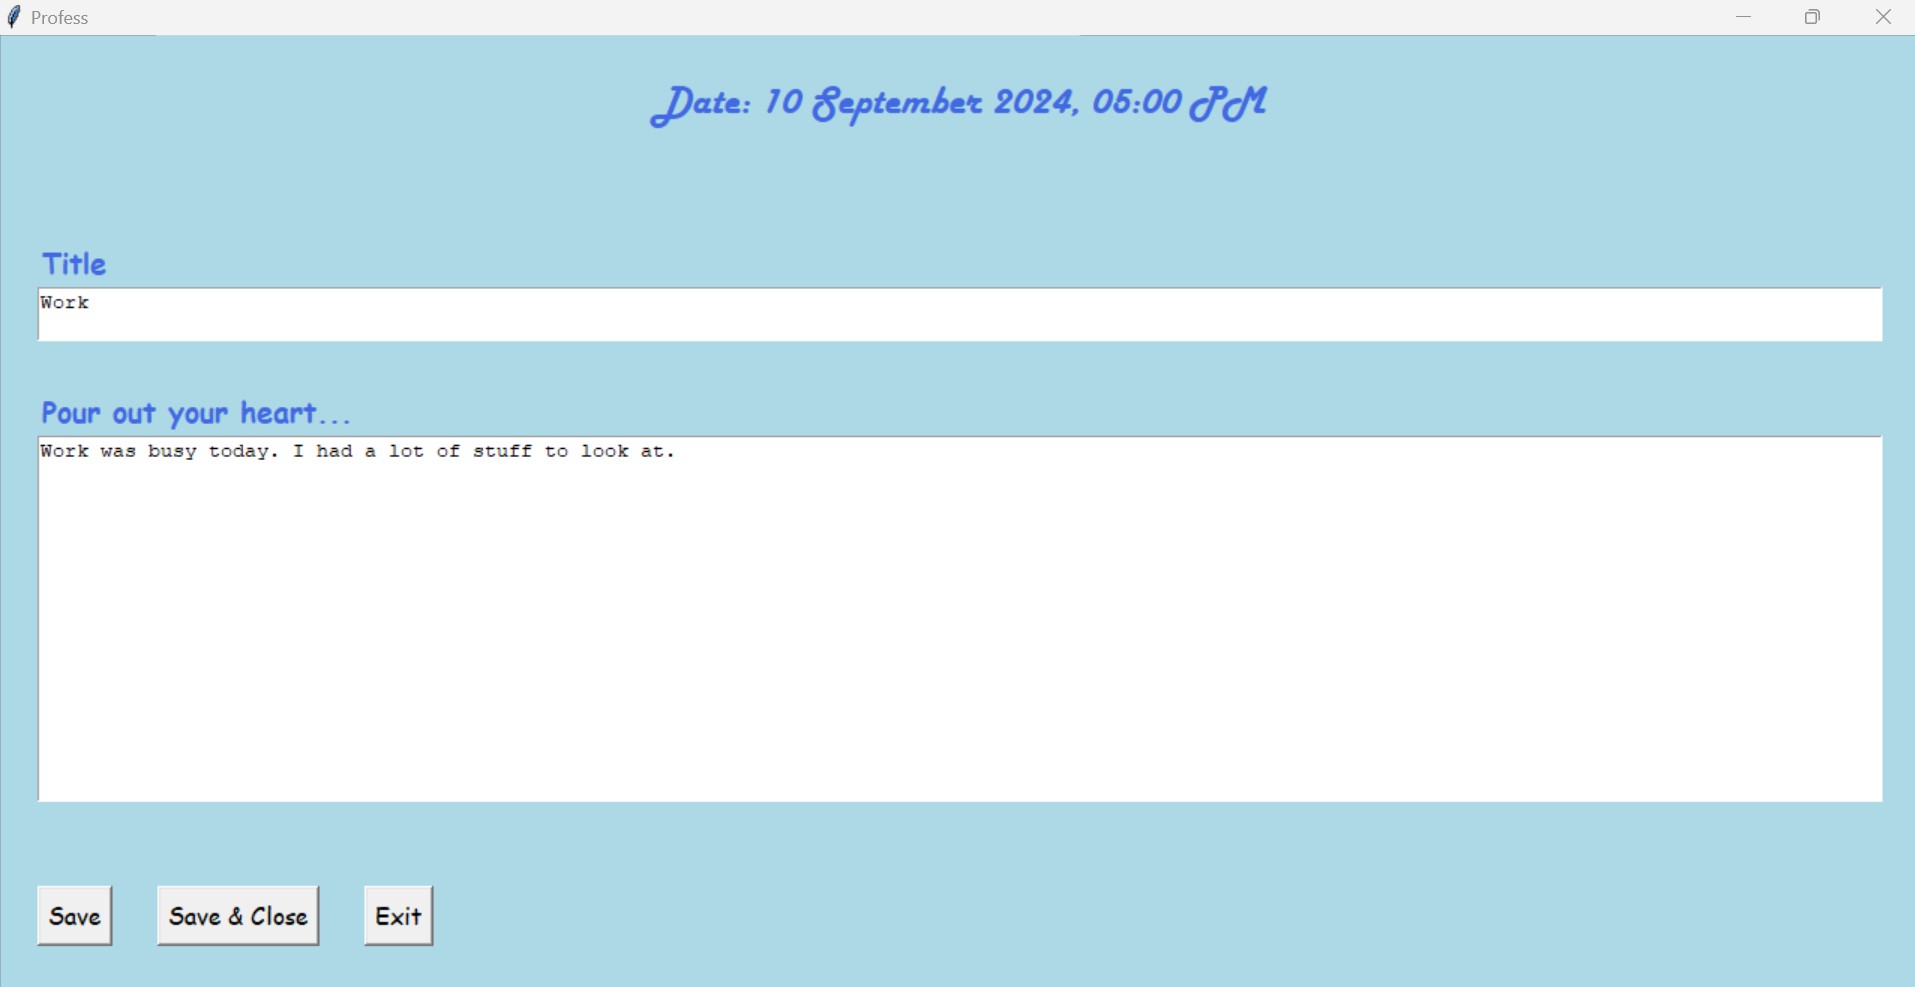 Profess
Date: 10 September 2024, 05:00 PM
Title
Work
Pour out your heart...
Work was busy today. I had a lot of stuff to look at.
Save
Save & Close
Exit